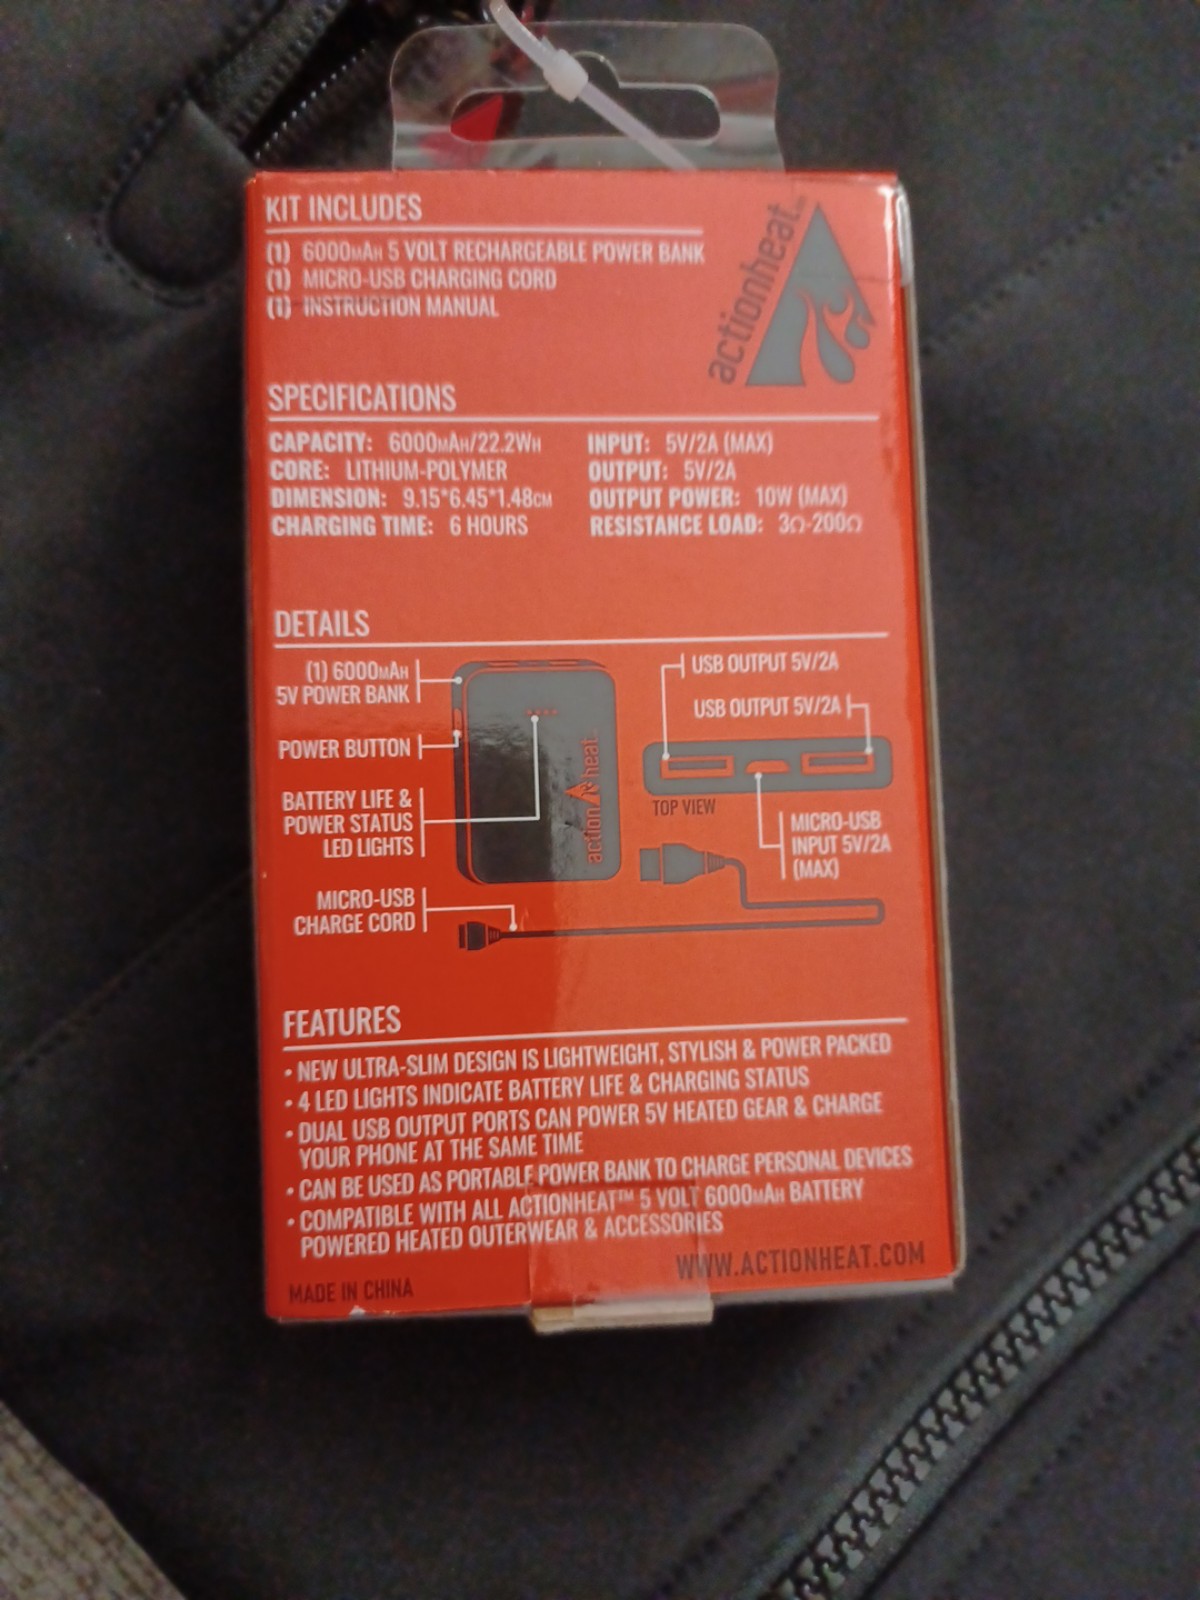 KIT INCLUDES
(1) 6000MAH 5 VOLT RECHARGEABLE POWER BANK
(1) MICRO-USB CHARGING CORD
(1) INSTRUCTION MANUAL
actionheat™
SPECIFICATIONS
CAPACITY: 6000MAH/22.2WH
INPUT: 5V/2A (MAX)
CORE: LITHIUM-POLYMER
OUTPUT: 5V/2A
DIMENSION: 9.15*6.45*1.48CM
OUTPUT POWER: 10W (MAX)
CHARGING TIME: 6 HOURS
RESISTANCE LOAD: 3Ω-200Ω
DETAILS
(1) 6000MAH
5V POWER BANK
POWER BUTTON
BATTERY LIFE &
POWER STATUS
LED LIGHTS
MICRO-USB
CHARGE CORD
action heat
USB OUTPUT 5V/2A
USB OUTPUT 5V/2A
TOP VIEW
MICRO-USB
INPUT 5V/2A
(MAX)
FEATURES
• NEW ULTRA-SLIM DESIGN IS LIGHTWEIGHT, STYLISH & POWER PACKED
• 4 LED LIGHTS INDICATE BATTERY LIFE & CHARGING STATUS
• DUAL USB OUTPUT PORTS CAN POWER 5V HEATED GEAR & CHARGE
YOUR PHONE AT THE SAME TIME
• CAN BE USED AS PORTABLE POWER BANK TO CHARGE PERSONAL DEVICES
• COMPATIBLE WITH ALL ACTIONHEAT™ 5 VOLT 6000MAH BATTERY
POWERED HEATED OUTERWEAR & ACCESSORIES
WWW.ACTIONHEAT.COM
MADE IN CHINA